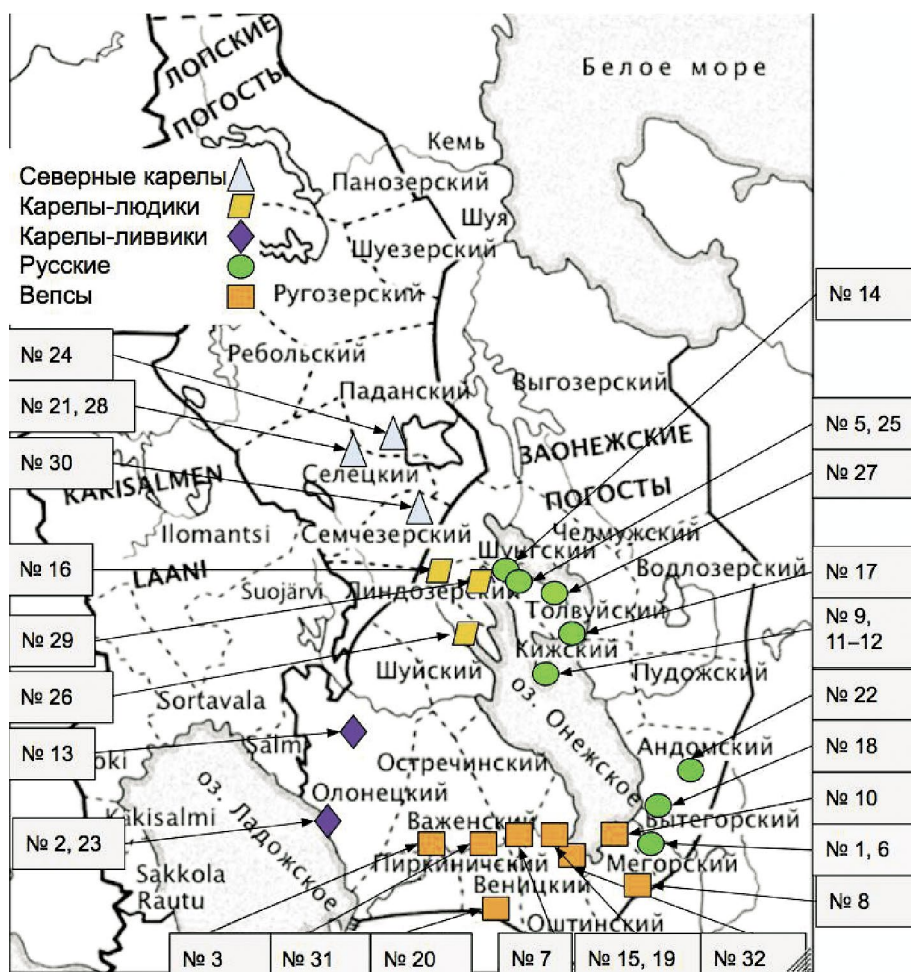 Белое море
ЛОПСКИЕ
ПОГОСТЫ
Кемь
Северные карелы
Карелы-людики
Карелы-ливвики
Русские
Вепсы
Панозерский
Шуя
Шуезерский
Ругозерский
№ 14
Ребольский
№ 24
Паданский
Выгозерский
№ 21, 28
№ 5, 25
ЗАОНЕЖСКИЕ
ПОГОСТЫ
№ 30
Селецкий
KAKISALMEN
LAANI
№ 27
Ilomantsi
Семчезерский
Шунгский
Челмужский
№ 16
Линдозерский
Водлозерский
№ 17
Suojärvi
Толвуйский
№ 29
№ 9,
11–12
Кижский
Шуйский
Пудожский
№ 26
Sortavala
№ 22
оз. Онежское
№ 13
Salmi
Андомский
oki
Остречинский
№ 18
оз. Ладожское
Олонецкий
№ 10
Kakisalmi
Важенский
Вытегорский
№ 2, 23
Пиркиничский
Мегорский
№ 1, 6
Sakkola
Rautu
Веницкий
№ 8
Оштинский
№ 3
№ 31
№ 20
№ 7
№ 15, 19
№ 32